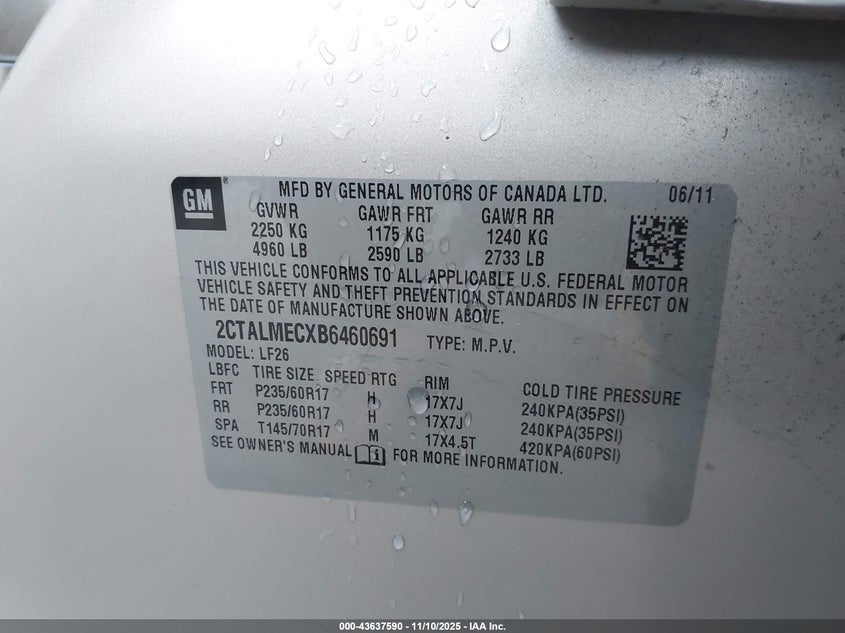 GM
MFD BY GENERAL MOTORS OF CANADA LTD. 06/11
GVWR GAWR FRT GAWR RR
2250 KG 1175 KG 1240 KG
4960 LB 2590 LB 2733 LB
THIS VEHICLE CONFORMS TO ALL APPLICABLE U.S. FEDERAL MOTOR
VEHICLE SAFETY AND THEFT PREVENTION STANDARDS IN EFFECT ON
THE DATE OF MANUFACTURE SHOWN ABOVE.
2CTALMECXB6460691 TYPE: M.P.V.
MODEL: LF26
LBFC TIRE SIZE SPEED RTG RIM COLD TIRE PRESSURE
FRT P235/60R17 H 17X7J 240KPA(35PSI)
RR P235/60R17 H 17X7J 240KPA(35PSI)
SPA T145/70R17 M 17X4.5T 420KPA(60PSI)
SEE OWNER'S MANUAL FOR MORE INFORMATION.
000-43637590 — 11/10/2025 — IAA Inc.